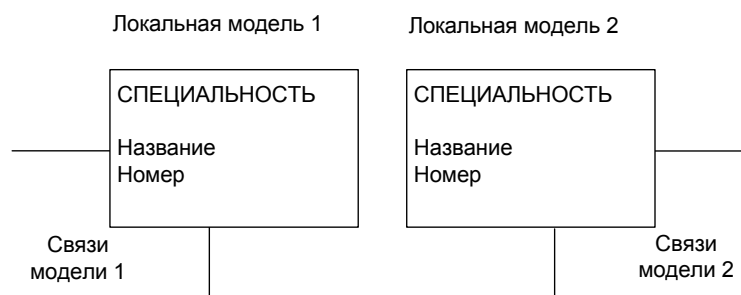 Локальная модель 1
Локальная модель 2
СПЕЦИАЛЬНОСТЬ
Название
Номер
СПЕЦИАЛЬНОСТЬ
Название
Номер
Связи
модели 1
Связи
модели 2